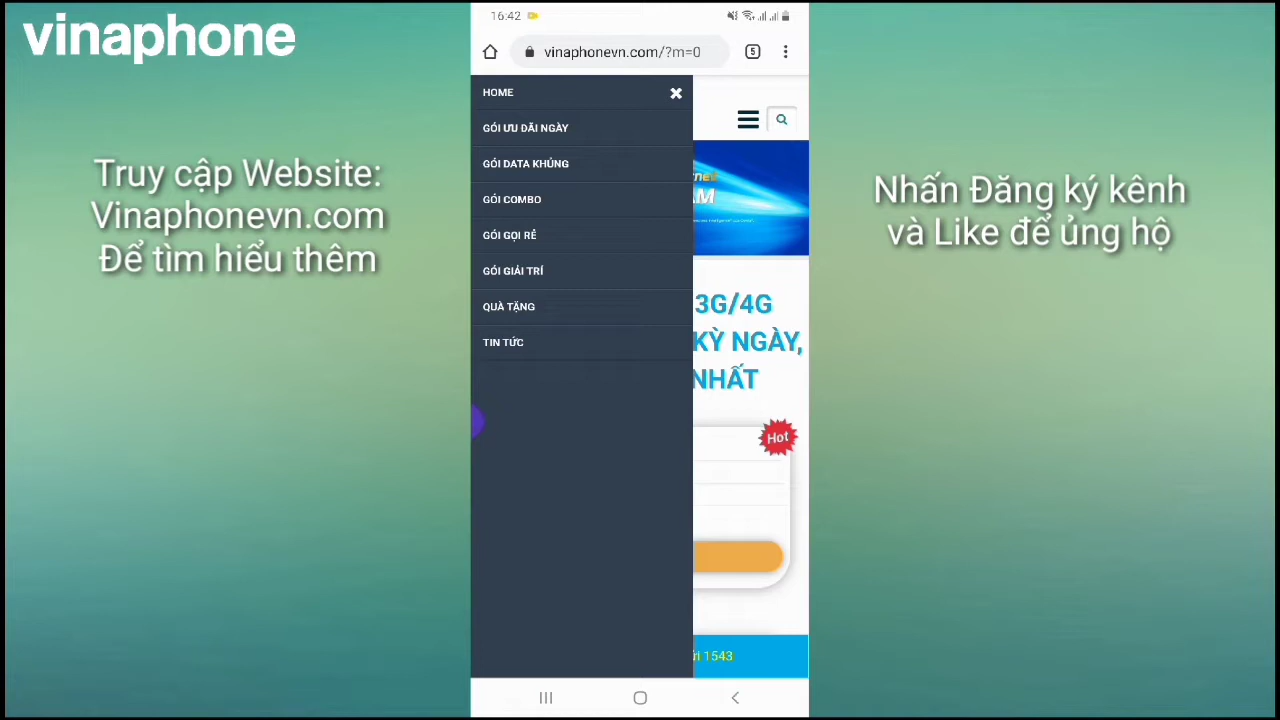 vinaphone
Truy cập Website:
Vinaphonevn.com
Để tìm hiểu thêm
16:42
vinaphonevn.com/?m=0
5
HOME
GÓI ƯU DÃI NGÀY
GÓI DATA KHỦNG
GÓI COMBO
GÓI GỌI RẺ
GÓI GIẢI TRÍ
QUÀ TẶNG
TIN TỨC
3G/4G
KỲ NGÀY,
NHẤT
Hot
1543
Nhấn Đăng ký kênh
và Like để ủng hộ